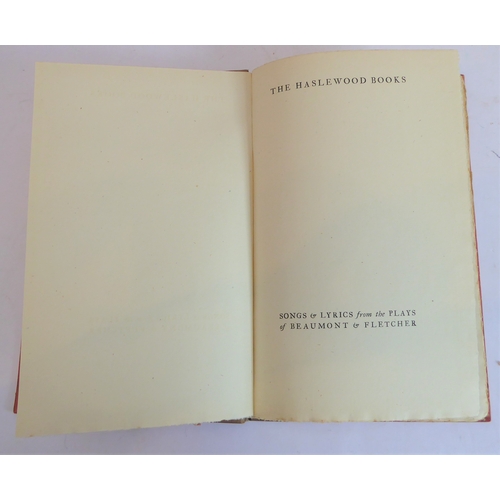 THE HASLEWOOD BOOKS
SONGS & LYRICS from the PLAYS
of BEAUMONT & FLETCHER